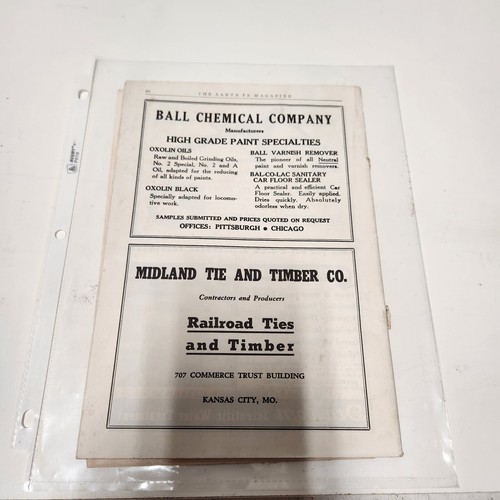 THE SANTA FE MAGAZINE
BALL CHEMICAL COMPANY
Manufacturers
HIGH GRADE PAINT SPECIALTIES
OXOLIN OILS
Raw and Boiled Grinding Oils,
No. 2 Special, No. 2 and A
Oil, adapted for the reducing
of all kinds of paints.
OXOLIN BLACK
Specially adapted for locomo-
tive work.
BALL VARNISH REMOVER
The pioneer of all Neutral
paint and varnish removers.
BAL-CO-LAC SANITARY
CAR FLOOR SEALER
A practical and efficient Car
Floor Sealer. Easily applied.
Dries quickly. Absolutely
odorless when dry.
SAMPLES SUBMITTED AND PRICES QUOTED ON REQUEST
OFFICES: PITTSBURGH • CHICAGO
MIDLAND TIE AND TIMBER CO.
Contractors and Producers
Railroad Ties
and Timber
707 COMMERCE TRUST BUILDING
KANSAS CITY, MO.